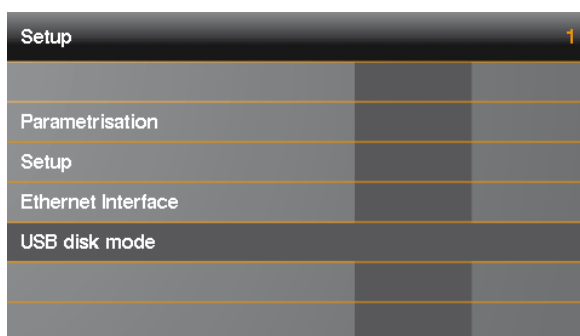 Setup 1
Parametrisation
Setup
Ethernet Interface
USB disk mode